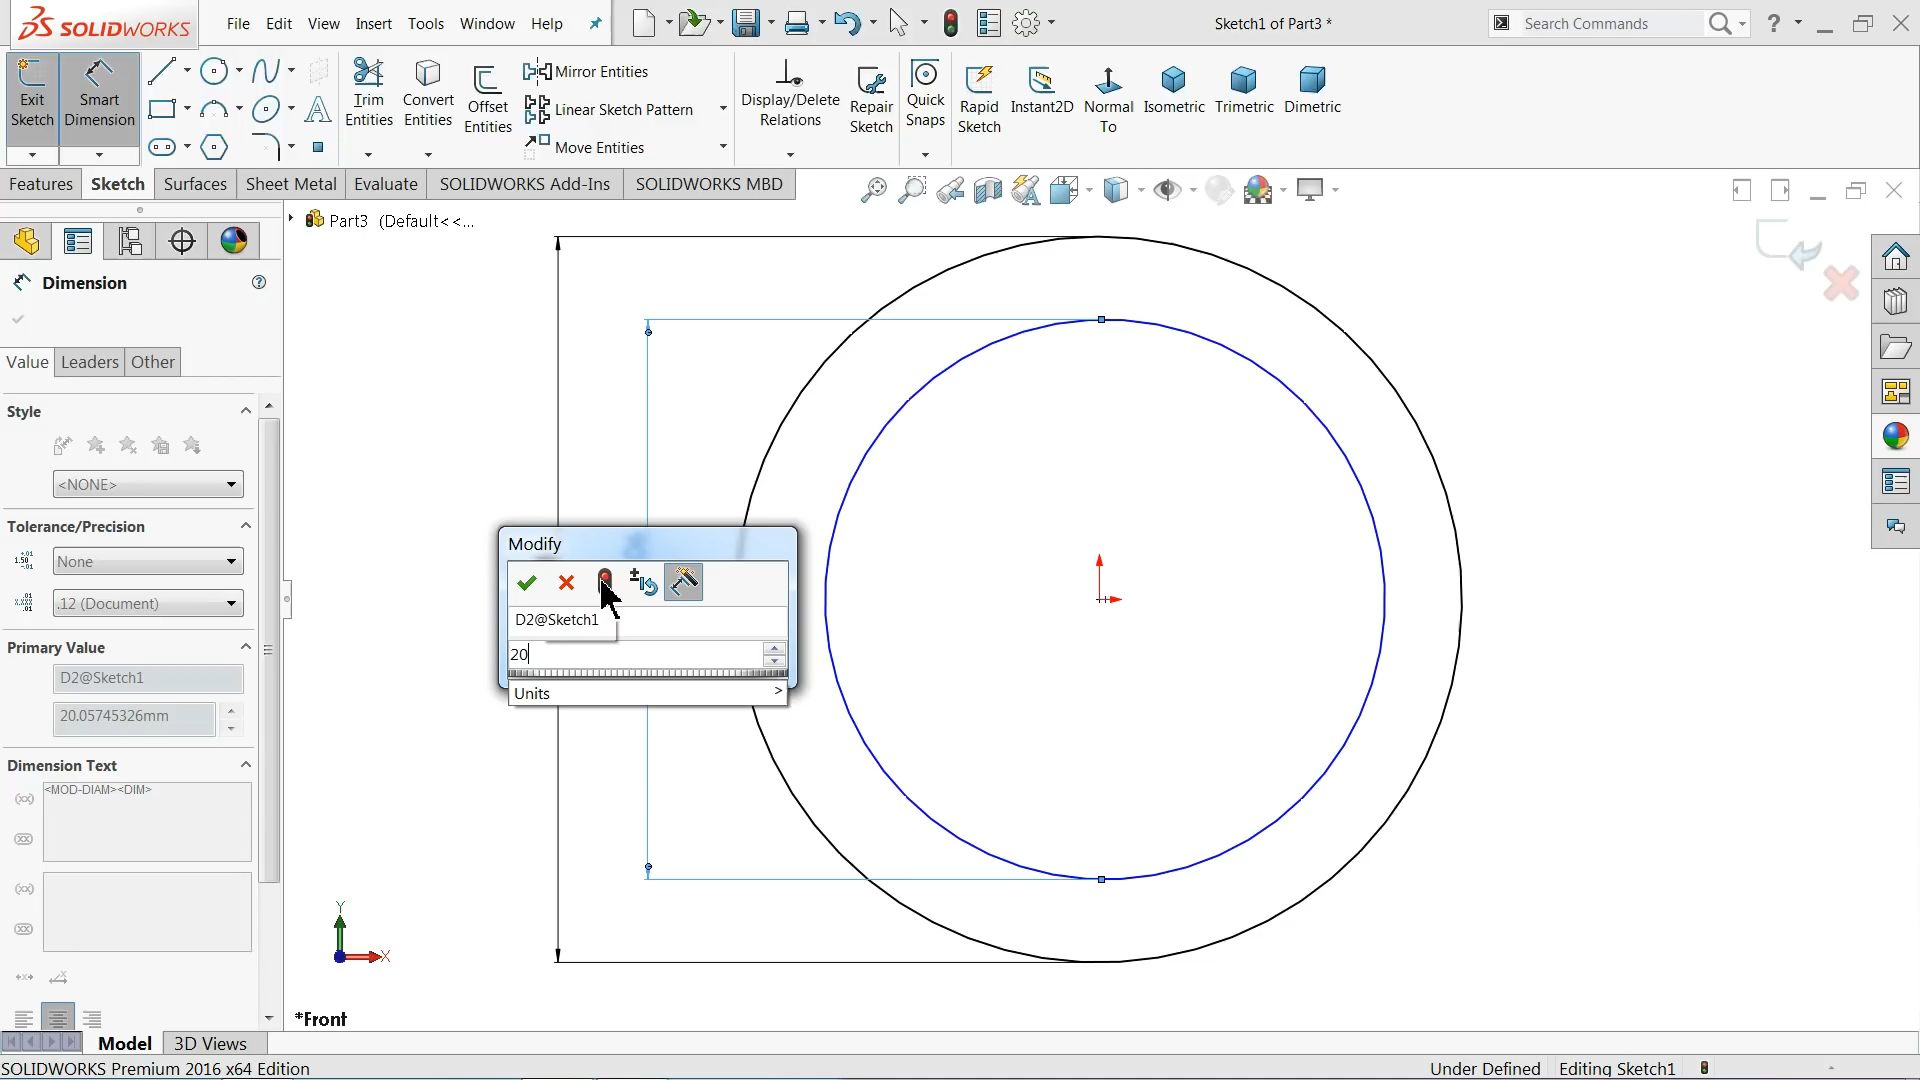 SOLIDWORKS
File Edit View Insert Tools Window Help
Sketch1 of Part3 *
Search Commands
?
Exit Sketch
Smart Dimension
Trim Entities
Convert Entities
Offset Entities
Mirror Entities
Linear Sketch Pattern
Move Entities
Display/Delete Relations
Repair Sketch
Quick Snaps
Rapid Sketch
Instant2D
Normal To
Isometric
Trimetric
Dimetric
Features Sketch Surfaces Sheet Metal Evaluate SOLIDWORKS Add-Ins SOLIDWORKS MBD
Part3 (Default<<...
Dimension
?
Value Leaders Other
Style
<NONE>
Tolerance/Precision
None
.12 (Document)
Primary Value
D2@Sketch1
20.05745326mm
Dimension Text
<MOD-DIAM><DIM>
Modify
D2@Sketch1
20
Units >
Y
X
*Front
Model 3D Views
SOLIDWORKS Premium 2016 x64 Edition
Under Defined Editing Sketch1